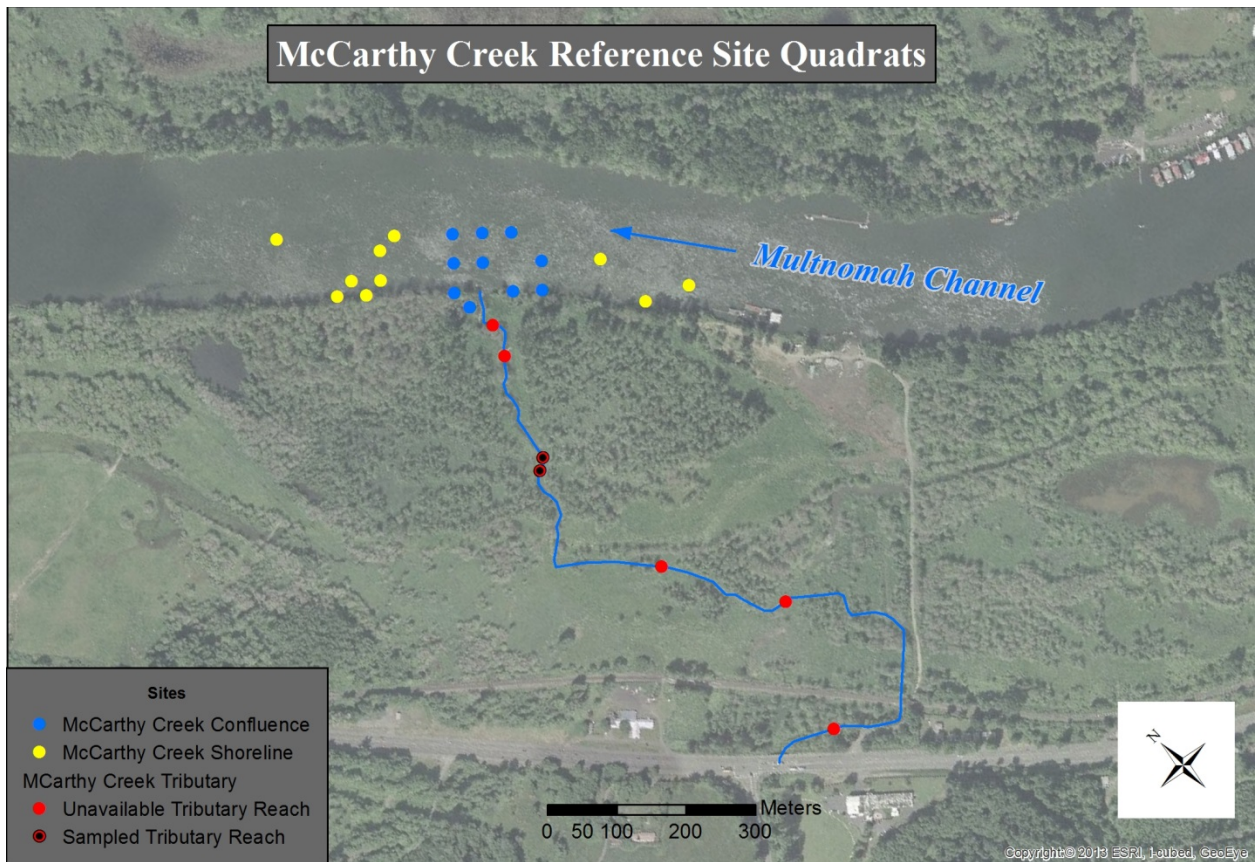 McCarthy Creek Reference Site Quadrats
Multnomah Channel
Sites
McCarthy Creek Confluence
McCarthy Creek Shoreline
MCarthy Creek Tributary
Unavailable Tributary Reach
Sampled Tributary Reach
Meters
0 50 100 200 300
N
Copyright:© 2013 ESRI, i-cubed, GeoEye